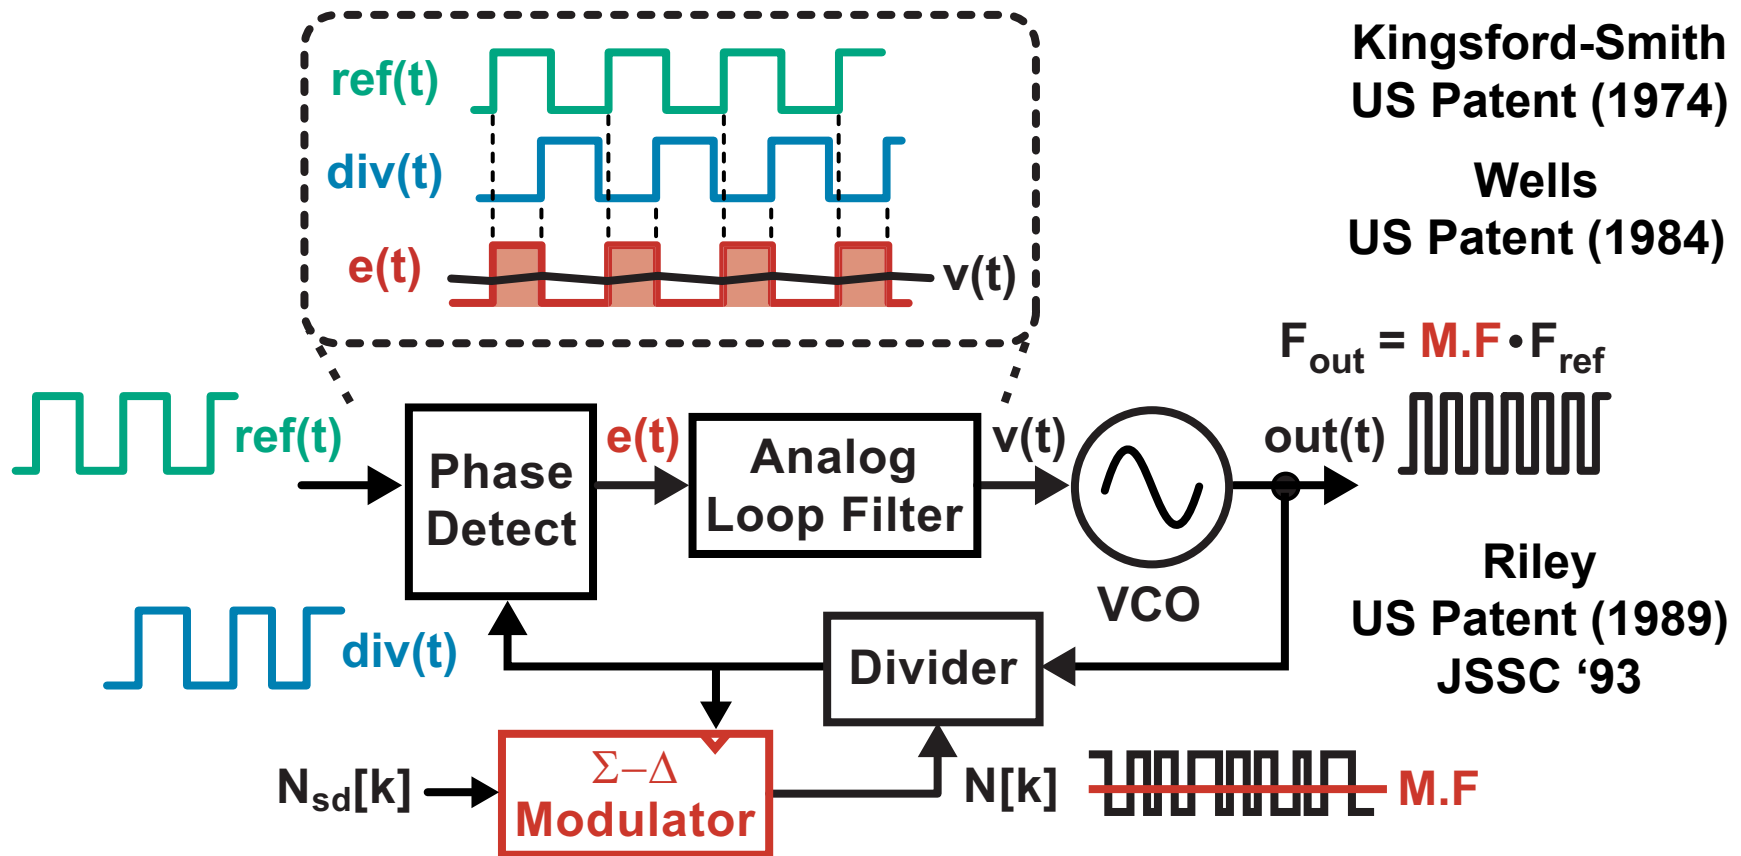 Kingsford-Smith
US Patent (1974)
Wells
US Patent (1984)
ref(t)
div(t)
e(t)
v(t)
Fout = M.F•Fref
ref(t)
Phase
Detect
e(t)
Analog
Loop Filter
v(t)
VCO
out(t)
Riley
US Patent (1989)
JSSC ‘93
div(t)
Divider
Nsd[k]
Σ–Δ
Modulator
N[k]
M.F